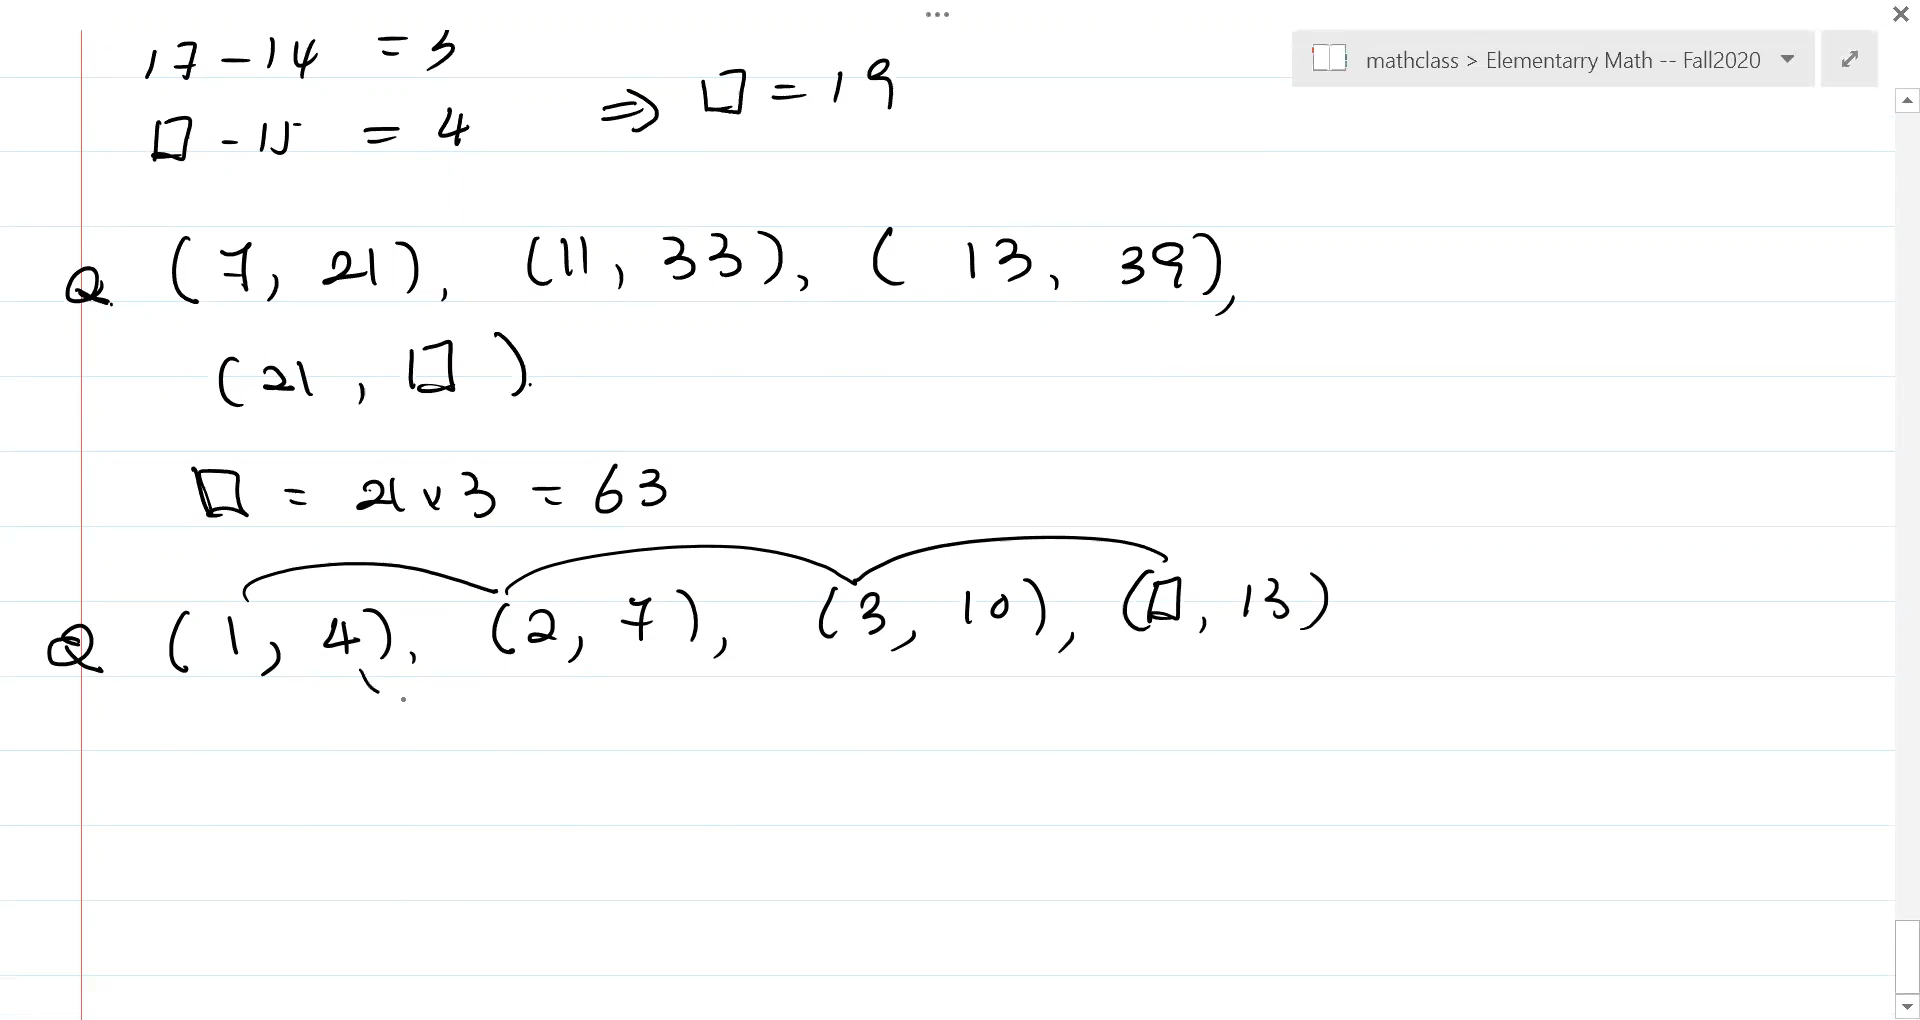 mathclass > Elementarry Math -- Fall2020
17 - 14 = 3
□ - 15 = 4 ⇒ □ = 19
Q. (7, 21), (11, 33), (13, 39),
(21, □).
□ = 21 × 3 = 63
Q (1, 4), (2, 7), (3, 10), (□, 13)